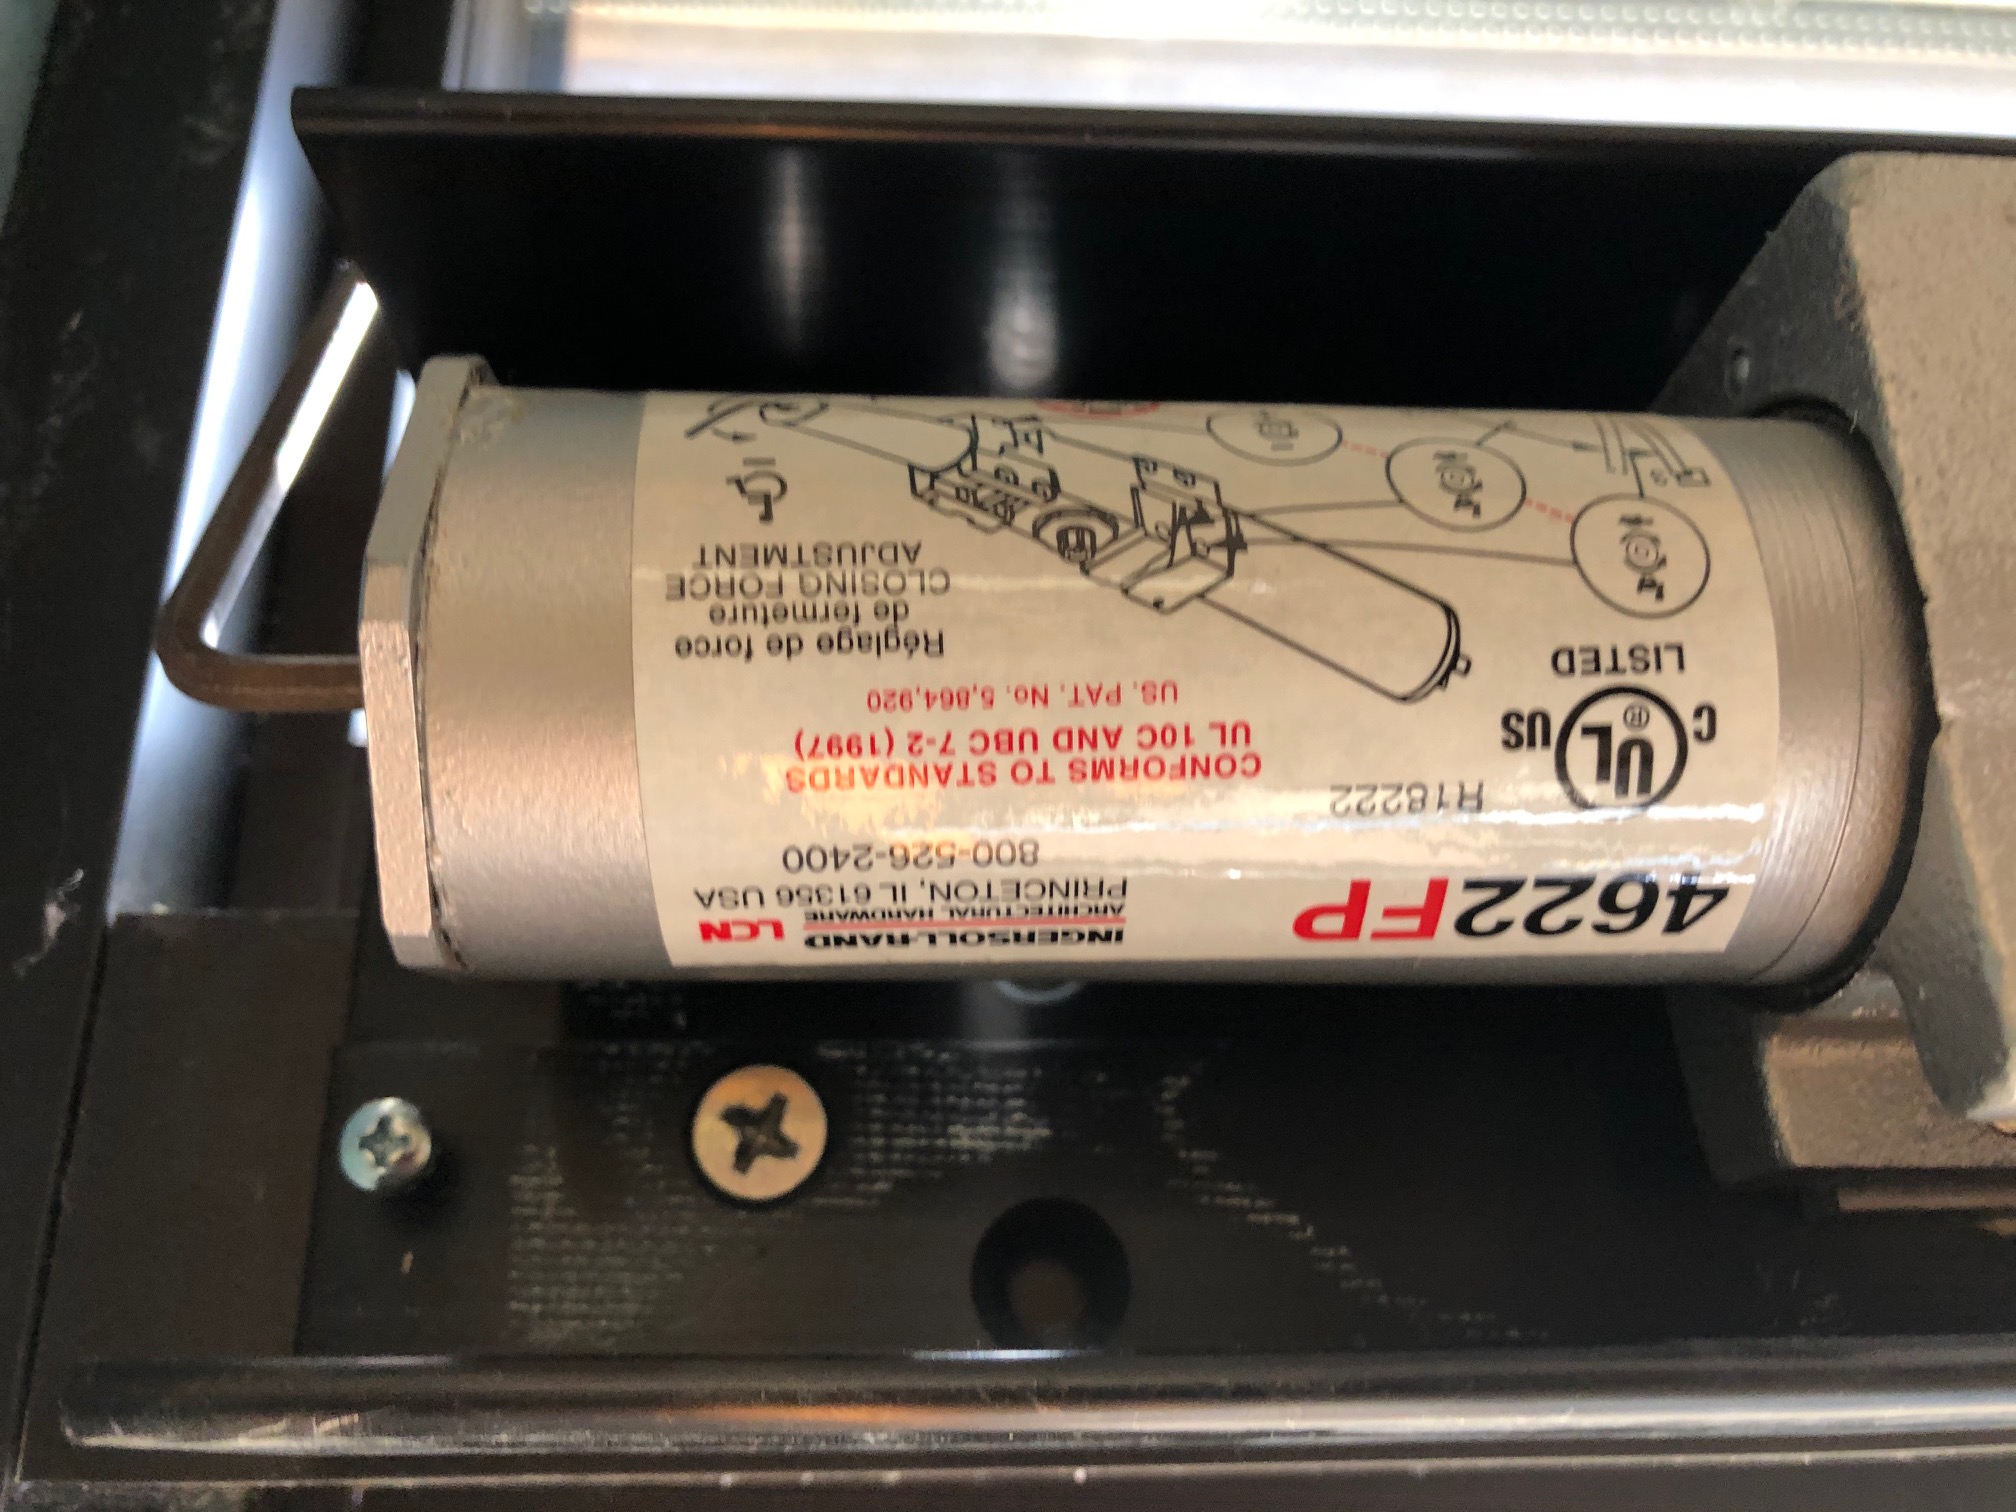 4622FP
INGERSOLL-RAND LCN
ARCHITECTURAL HARDWARE
PRINCETON, IL 61356 USA
800-526-2400
R18222
C UL® US
LISTED
CONFORMS TO STANDARDS
UL 10C AND UBC 7-2 (1997)
US. PAT. No. 5,864,920
Réglage de force
de fermeture
CLOSING FORCE
ADJUSTMENT